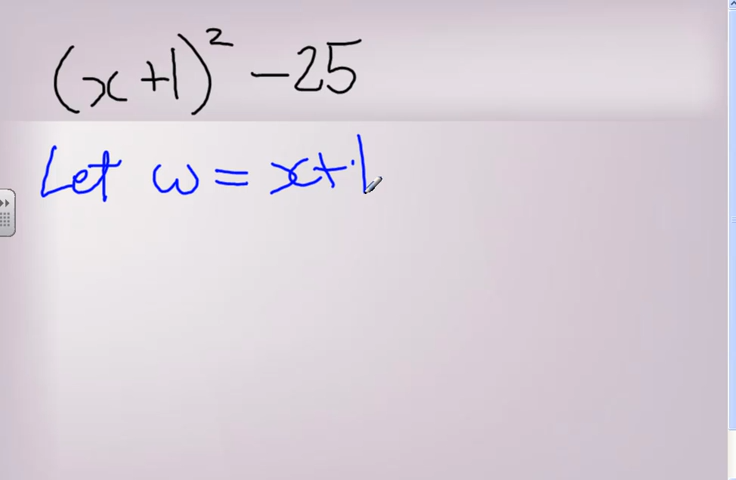 (x+1)² -25
Let w = x+1